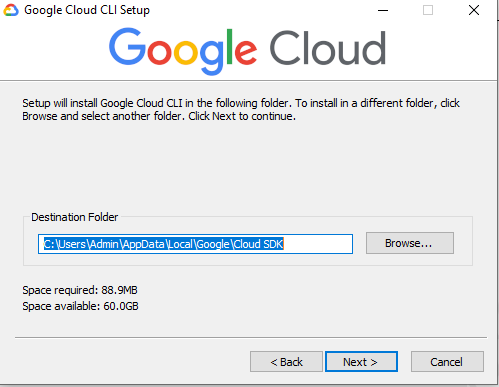 Google Cloud CLI Setup
Google Cloud
Setup will install Google Cloud CLI in the following folder. To install in a different folder, click
Browse and select another folder. Click Next to continue.
Destination Folder
C:\Users\Admin\AppData\Local\Google\Cloud SDK
Browse...
Space required: 88.9MB
Space available: 60.0GB
< Back
Next >
Cancel